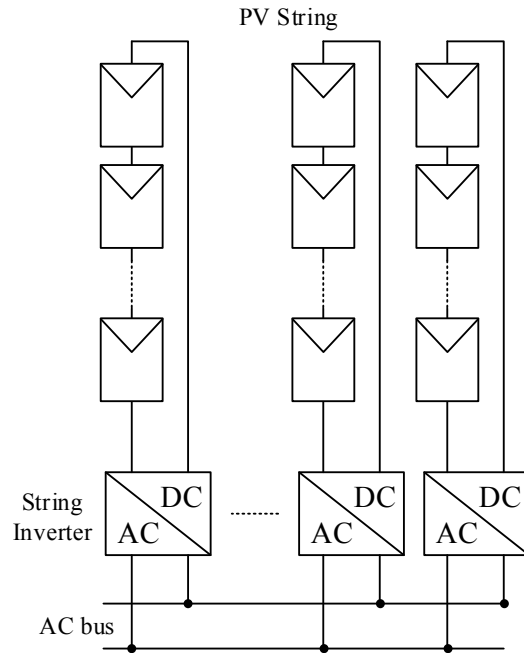 PV String
DC
AC
DC
AC
DC
AC
String
Inverter
AC bus